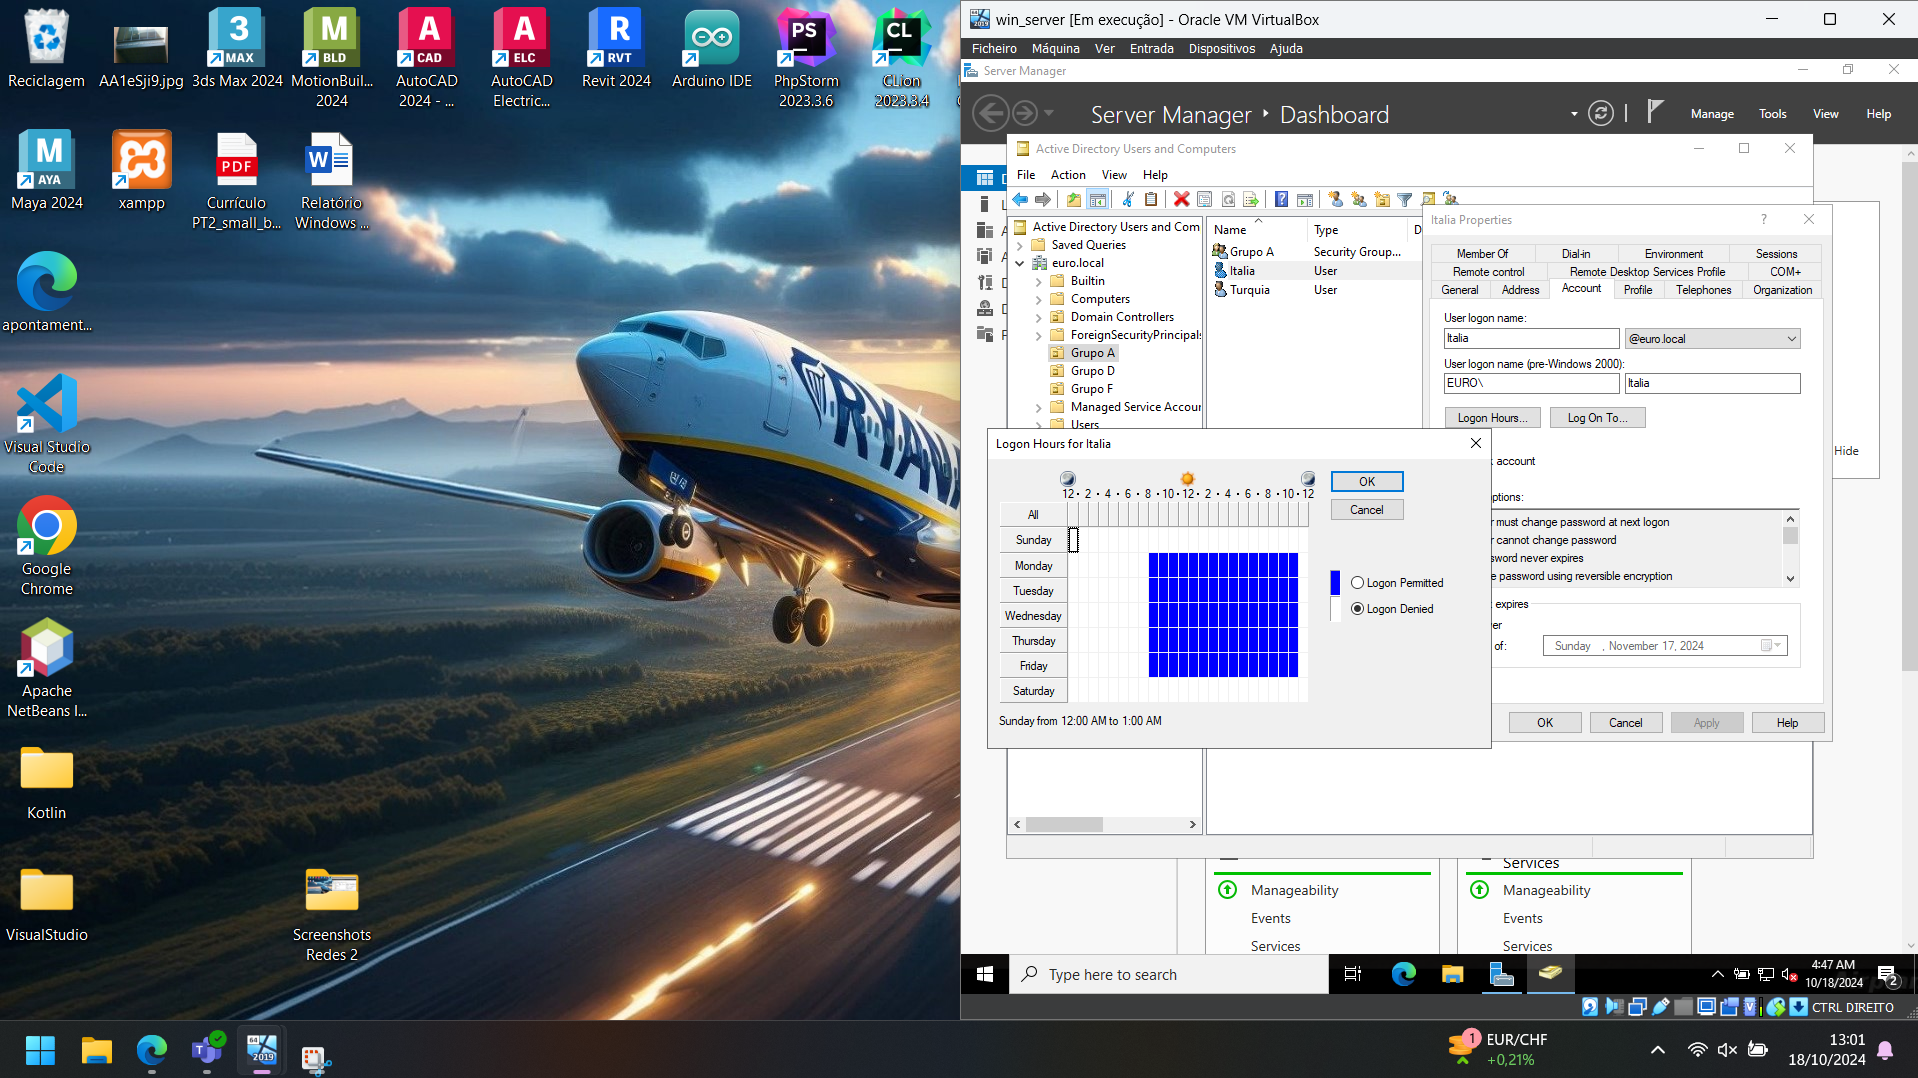 Reciclagem
AA1eSji9.jpg
3ds Max 2024
MotionBuil...
2024
AutoCAD
2024 - ...
AutoCAD
Electric...
Revit 2024
Arduino IDE
PhpStorm
2023.3.6
CLion
2023.3.4
Maya 2024
xampp
Currículo
PT2_small_b...
Relatório
Windows ...
apontament...
Visual Studio
Code
Google
Chrome
Apache
NetBeans I...
Kotlin
VisualStudio
Screenshots
Redes 2
RYANA
win_server [Em execução] - Oracle VM VirtualBox
Ficheiro Máquina Ver Entrada Dispositivos Ajuda
Server Manager
Server Manager ‣ Dashboard
Manage Tools View Help
Active Directory Users and Computers
File Action View Help
Active Directory Users and Com
Saved Queries
euro.local
Builtin
Computers
Domain Controllers
ForeignSecurityPrincipals
Grupo A
Grupo D
Grupo F
Managed Service Accour
Users
Name Type D
Grupo A Security Group...
Italia User
Turquia User
Italia Properties ?
Member Of Dial-in Environment Sessions
Remote control Remote Desktop Services Profile COM+
General Address Account Profile Telephones Organization
User logon name:
Italia @euro.local
User logon name (pre-Windows 2000):
EURO\ Italia
Logon Hours... Log On To...
Hide
account
ptions:
r must change password at next logon
r cannot change password
sword never expires
e password using reversible encryption
expires
ver
of: Sunday , November 17, 2024
OK Cancel Apply Help
Logon Hours for Italia
12 · 2 · 4 · 6 · 8 · 10 · 12 · 2 · 4 · 6 · 8 · 10 · 12
All
Sunday
Monday
Tuesday
Wednesday
Thursday
Friday
Saturday
OK
Cancel
Logon Permitted
Logon Denied
Sunday from 12:00 AM to 1:00 AM
Services
Manageability
Events
Services
Manageability
Events
Services
Type here to search
4:47 AM
10/18/2024
2
CTRL DIREITO
1
EUR/CHF
+0,21%
13:01
18/10/2024